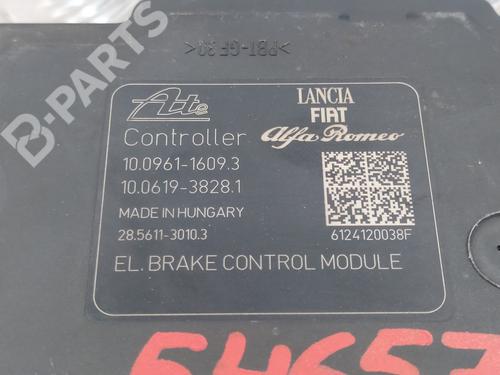 >PBT-GF30<
Ate
LANCIA
FIAT
Controller
Alfa Romeo
10.0961-1609.3
10.0619-3828.1
MADE IN HUNGARY
28.5611-3010.3
6124120038F
EL. BRAKE CONTROL MODULE
54657
B-PARTS